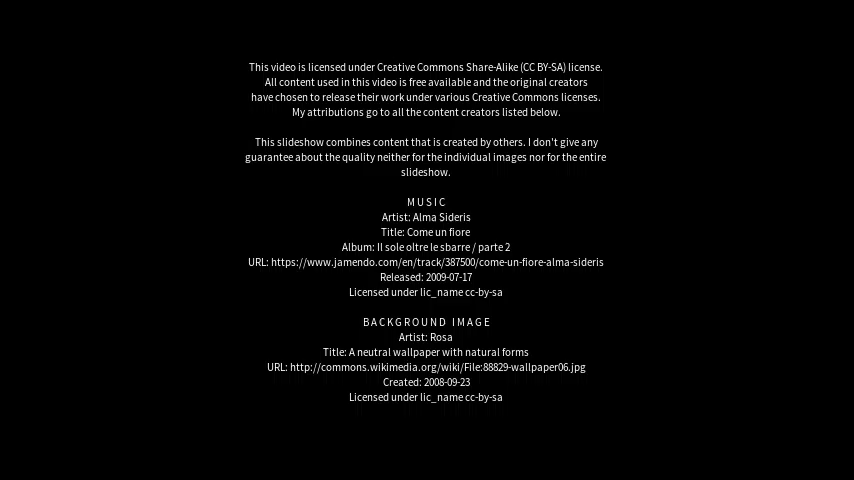 This video is licensed under Creative Commons Share-Alike (CC BY-SA) license.
All content used in this video is free available and the original creators
have chosen to release their work under various Creative Commons licenses.
My attributions go to all the content creators listed below.
This slideshow combines content that is created by others. I don't give any
guarantee about the quality neither for the individual images nor for the entire
slideshow.
MUSIC
Artist: Alma Sideris
Title: Come un fiore
Album: Il sole oltre le sbarre / parte 2
URL: https://www.jamendo.com/en/track/387500/come-un-fiore-alma-sideris
Released: 2009-07-17
Licensed under lic_name cc-by-sa
BACKGROUND IMAGE
Artist: Rosa
Title: A neutral wallpaper with natural forms
URL: http://commons.wikimedia.org/wiki/File:88829-wallpaper06.jpg
Created: 2008-09-23
Licensed under lic_name cc-by-sa